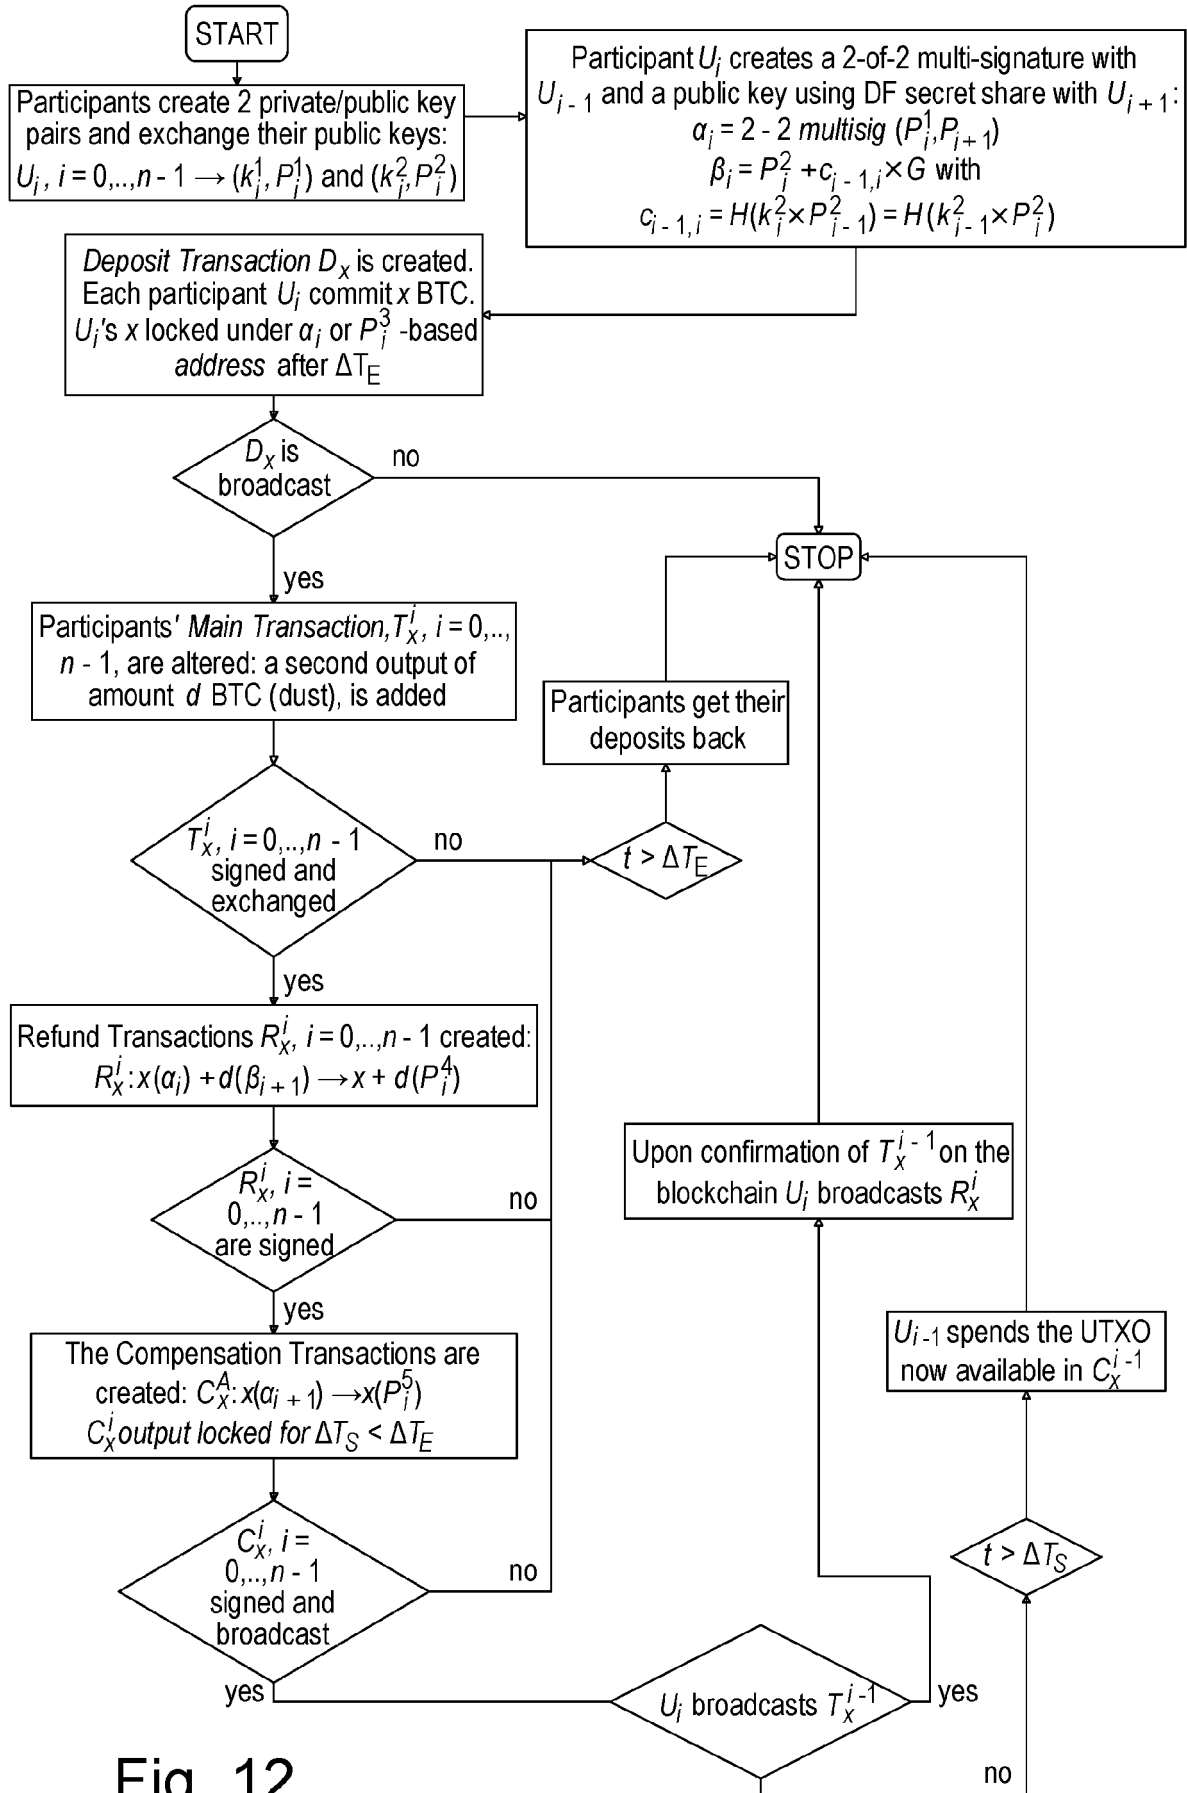 START
Participants create 2 private/public key
pairs and exchange their public keys:
U_i, i = 0,..,n - 1 → (k_i^1, P_i^1) and (k_i^2, P_i^2)
Participant U_i creates a 2-of-2 multi-signature with
U_{i - 1} and a public key using DF secret share with U_{i + 1}:
α_i = 2 - 2 multisig (P_i^1, P_{i + 1})
β_i = P_i^2 + c_{i - 1, i} × G with
c_{i - 1, i} = H(k_i^2 × P_{i - 1}^2) = H(k_{i - 1}^2 × P_i^2)
Deposit Transaction D_x is created.
Each participant U_i commit x BTC.
U_i's x locked under α_i or P_i^3 -based
address after ΔT_E
D_x is
broadcast
no
yes
STOP
Participants' Main Transaction, T_x^i, i = 0,..,
n - 1, are altered: a second output of
amount d BTC (dust), is added
Participants get their
deposits back
T_x^i, i = 0,..,n - 1
signed and
exchanged
no
t > ΔT_E
yes
Refund Transactions R_x^i, i = 0,..,n - 1 created:
R_x^i: x(α_i) + d(β_{i + 1}) → x + d(P_i^4)
R_x^i, i =
0,..,n - 1
are signed
no
yes
Upon confirmation of T_x^{i - 1} on the
blockchain U_i broadcasts R_x^i
The Compensation Transactions are
created: C_x^A: x(α_{i + 1}) → x(P_i^5)
C_x^i output locked for ΔT_S < ΔT_E
U_{i -1} spends the UTXO
now available in C_x^{i -1}
C_x^i, i =
0,..,n - 1
signed and
broadcast
no
t > ΔT_S
yes
U_i broadcasts T_x^{i -1}
yes
no
Fig. 12